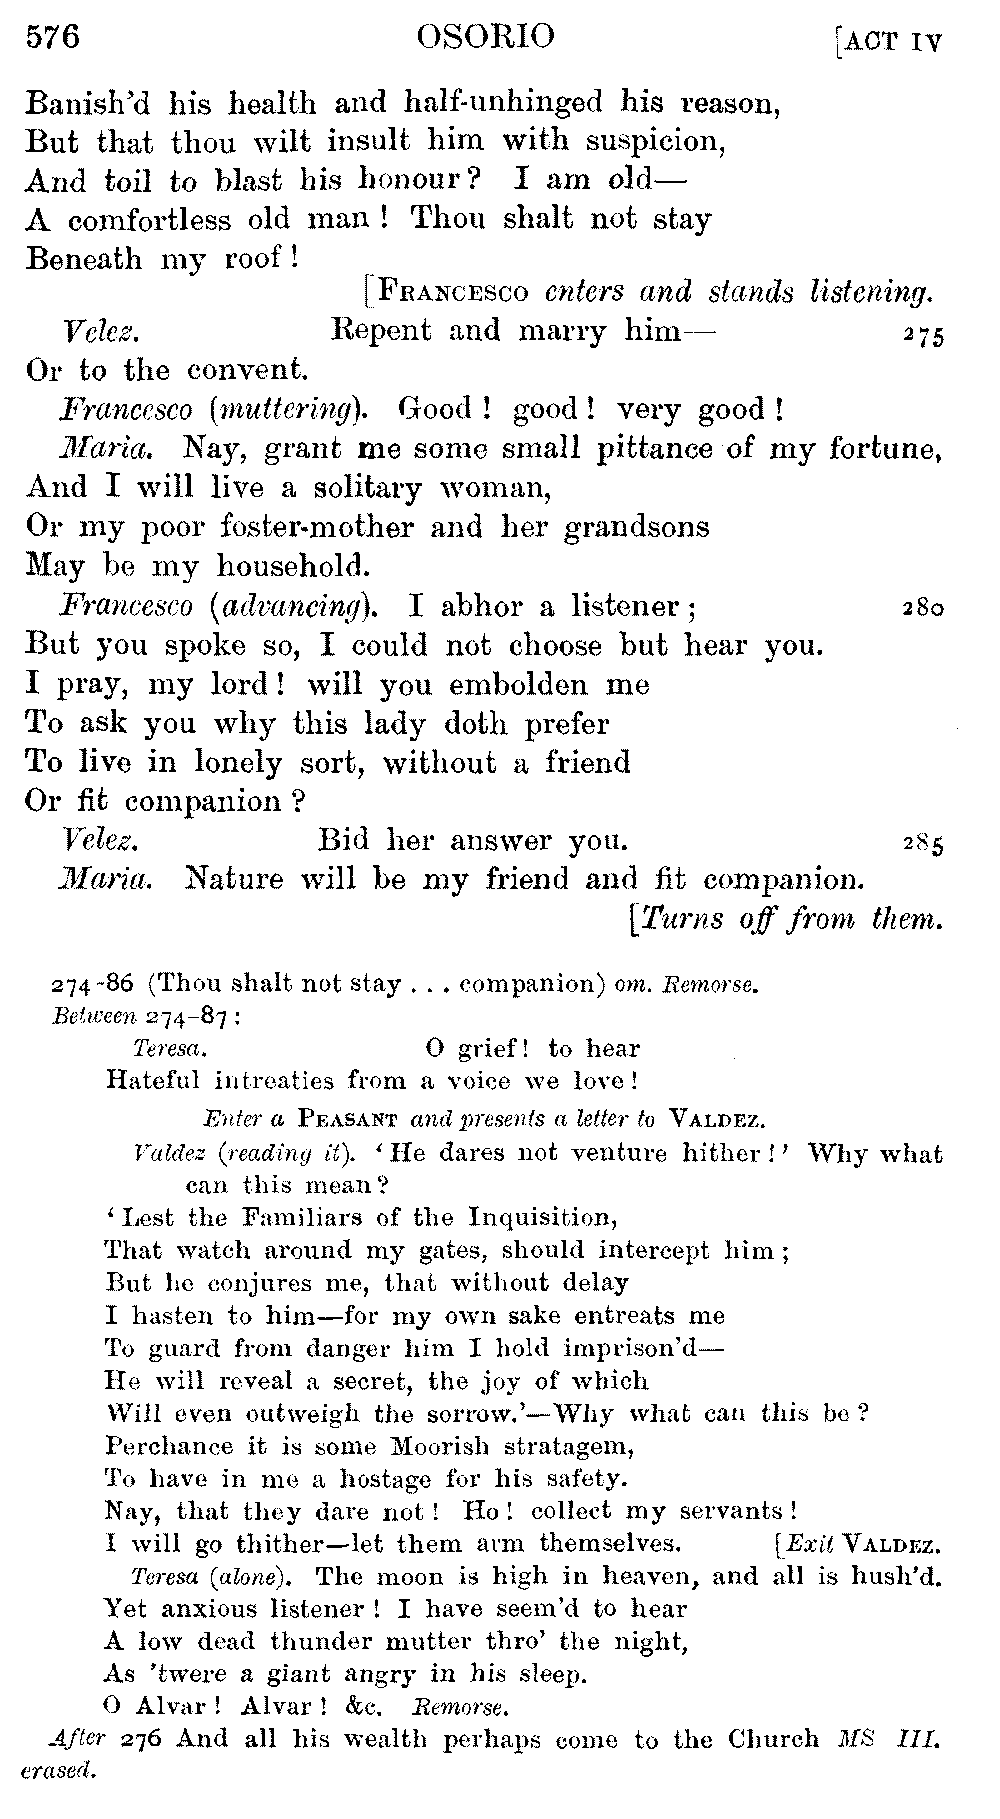 576 OSORIO [ACT IV
Banish'd his health and half-unhinged his reason,
But that thou wilt insult him with suspicion,
And toil to blast his honour? I am old—
A comfortless old man! Thou shalt not stay
Beneath my roof!
[FRANCESCO enters and stands listening.
Velez. Repent and marry him— 275
Or to the convent.
Francesco (muttering). Good! good! very good!
Maria. Nay, grant me some small pittance of my fortune,
And I will live a solitary woman,
Or my poor foster-mother and her grandsons
May be my household.
Francesco (advancing). I abhor a listener; 280
But you spoke so, I could not choose but hear you.
I pray, my lord! will you embolden me
To ask you why this lady doth prefer
To live in lonely sort, without a friend
Or fit companion?
Velez. Bid her answer you. 285
Maria. Nature will be my friend and fit companion.
[Turns off from them.
274-86 (Thou shalt not stay . . . companion) om. Remorse.
Between 274-87:
Teresa. O grief! to hear
Hateful intreaties from a voice we love!
Enter a PEASANT and presents a letter to VALDEZ.
Valdez (reading it). 'He dares not venture hither!' Why what
can this mean?
'Lest the Familiars of the Inquisition,
That watch around my gates, should intercept him;
But he conjures me, that without delay
I hasten to him—for my own sake entreats me
To guard from danger him I hold imprison'd—
He will reveal a secret, the joy of which
Will even outweigh the sorrow.'—Why what can this be?
Perchance it is some Moorish stratagem,
To have in me a hostage for his safety.
Nay, that they dare not! Ho! collect my servants!
I will go thither—let them arm themselves. [Exit VALDEZ.
Teresa (alone). The moon is high in heaven, and all is hush'd.
Yet anxious listener! I have seem'd to hear
A low dead thunder mutter thro' the night,
As 'twere a giant angry in his sleep.
O Alvar! Alvar! &c. Remorse.
After 276 And all his wealth perhaps come to the Church MS III.
erased.